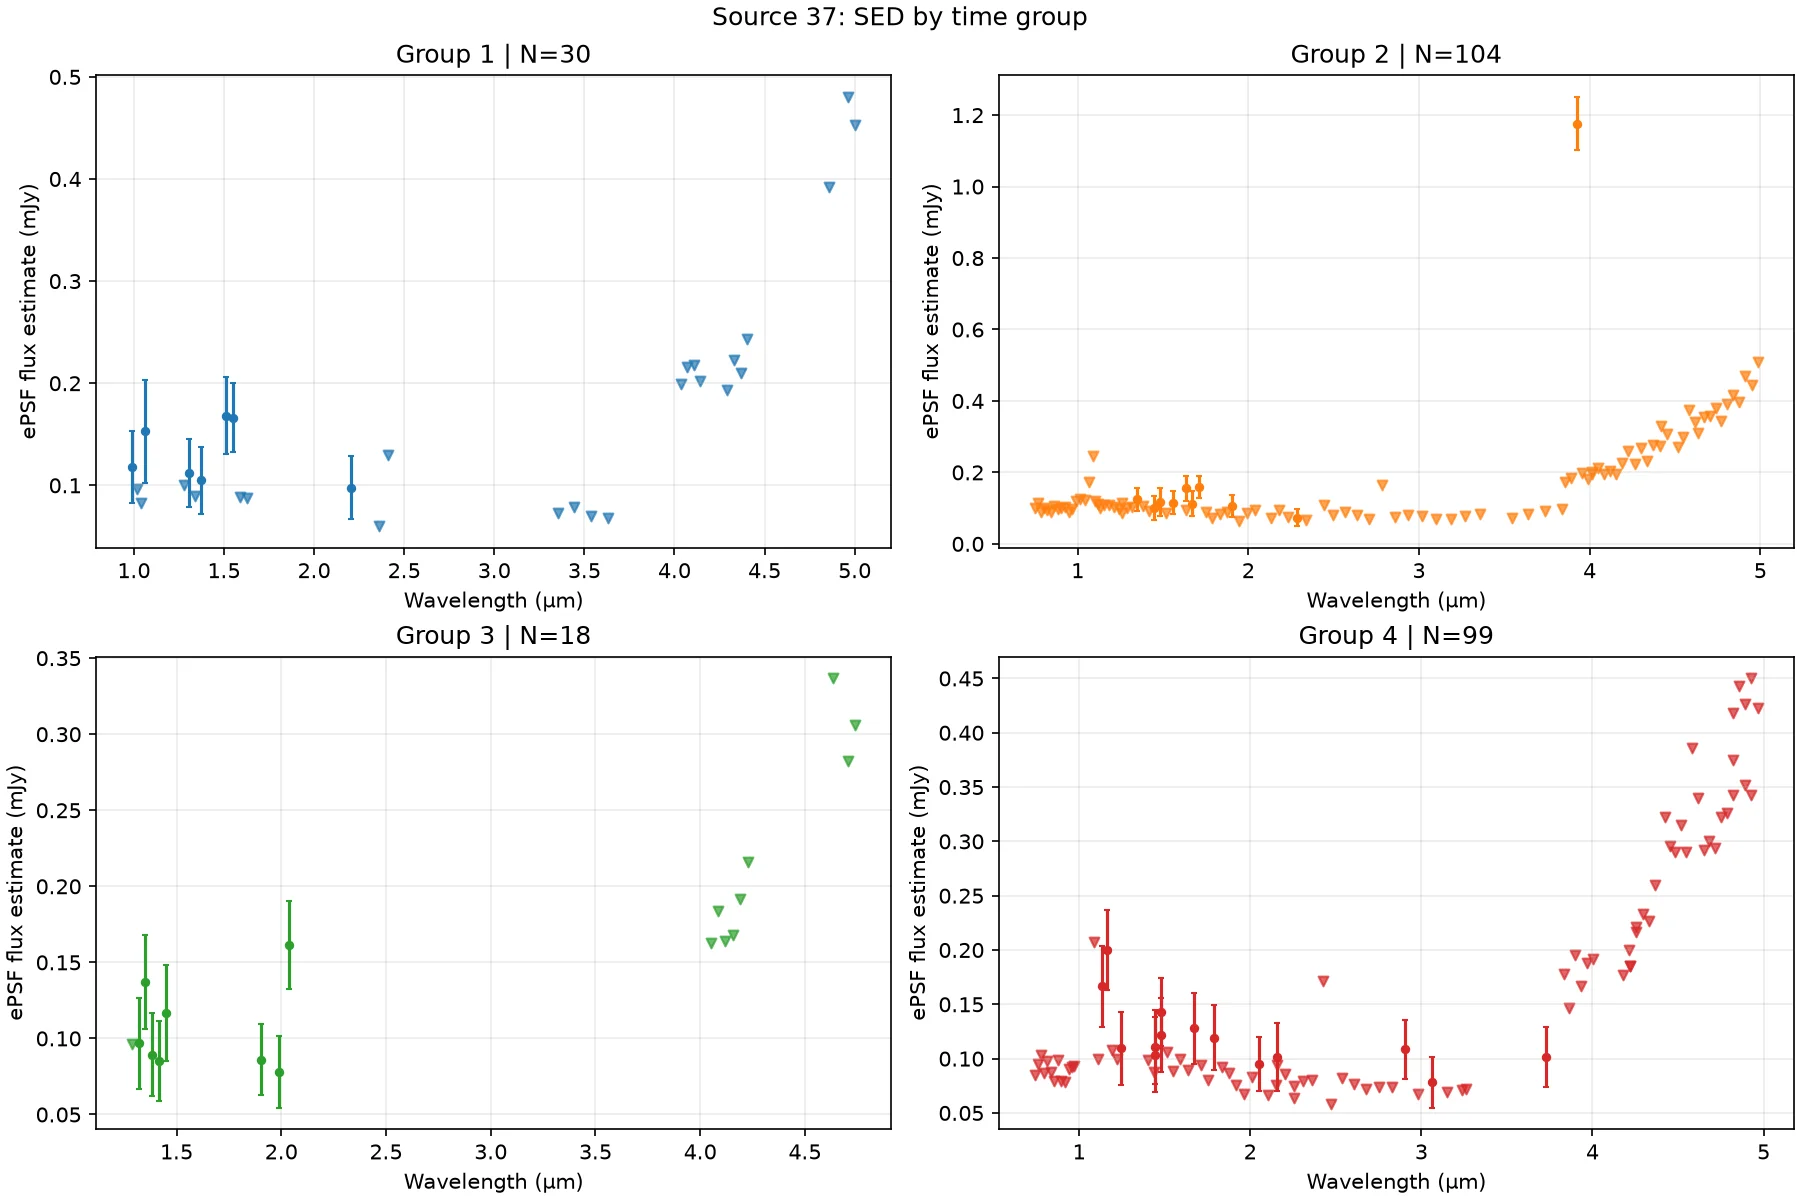 Source 37: SED by time group
Group 1 | N=30
ePSF flux estimate (mJy)
0.5
0.4
0.3
0.2
0.1
1.0 1.5 2.0 2.5 3.0 3.5 4.0 4.5 5.0
Wavelength (μm)
Group 2 | N=104
ePSF flux estimate (mJy)
1.2
1.0
0.8
0.6
0.4
0.2
0.0
1 2 3 4 5
Wavelength (μm)
Group 3 | N=18
ePSF flux estimate (mJy)
0.35
0.30
0.25
0.20
0.15
0.10
0.05
1.5 2.0 2.5 3.0 3.5 4.0 4.5
Wavelength (μm)
Group 4 | N=99
ePSF flux estimate (mJy)
0.45
0.40
0.35
0.30
0.25
0.20
0.15
0.10
0.05
1 2 3 4 5
Wavelength (μm)